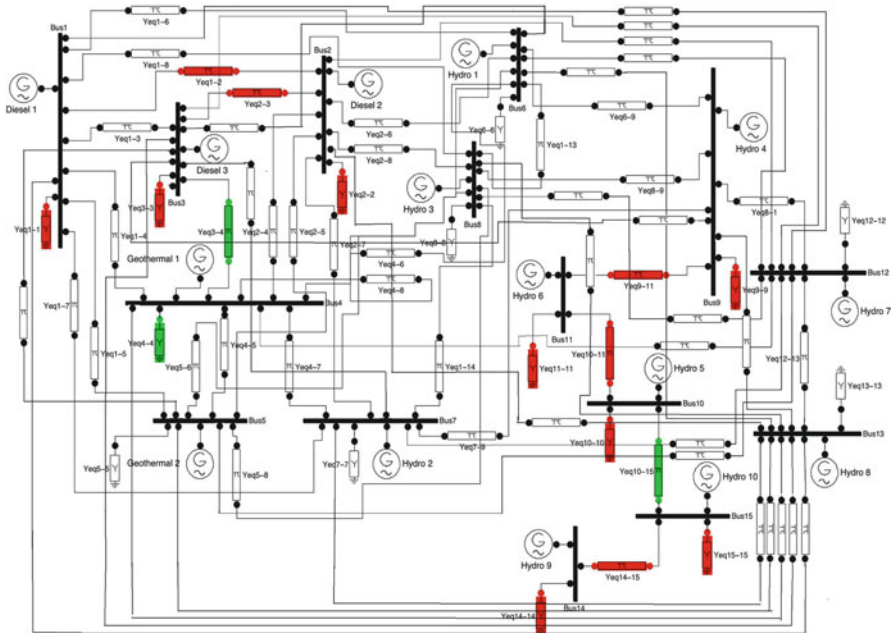 Bus1
Yeq1-6
Bus2
Hydro 1
Bus6
Yeq1-8
Yeq1-2
Diesel 1
Yeq2-3
Diesel 2
Yeq6-6
Yeq6-9
Bus9
Hydro 4
Yeq1-3
Diesel 3
Bus3
Yeq2-6
Yeq2-8
Yeq1-13
Yeq2-2
Hydro 3
Bus8
Yeq8-9
Yeq8-1
Yeq12-12
Yeq1-1
Yeq3-3
Yeq1-4
Yeq3-4
Yeq2-4
Yeq2-5
Yeq2-7
Yeq8-8
Geothermal 1
Yeq4-6
Yeq4-8
Hydro 6
Yeq9-11
Yeq9-9
Bus12
Hydro 7
Bus4
Bus11
Yeq1-7
Yeq1-5
Yeq4-4
Yeq5-6
Yeq4-5
Yeq4-7
Yeq1-14
Yeq11-11
Yeq10-11
Hydro 5
Yeq12-13
Yeq13-13
Bus5
Bus7
Bus10
Bus13
Yeq5-5
Geothermal 2
Yeq5-8
Yeq7-7
Hydro 2
Yeq7-9
Yeq10-10
Yeq10-15
Hydro 10
Hydro 8
Bus15
Yeq15-15
Hydro 9
Yeq14-15
Bus14
Yeq14-14